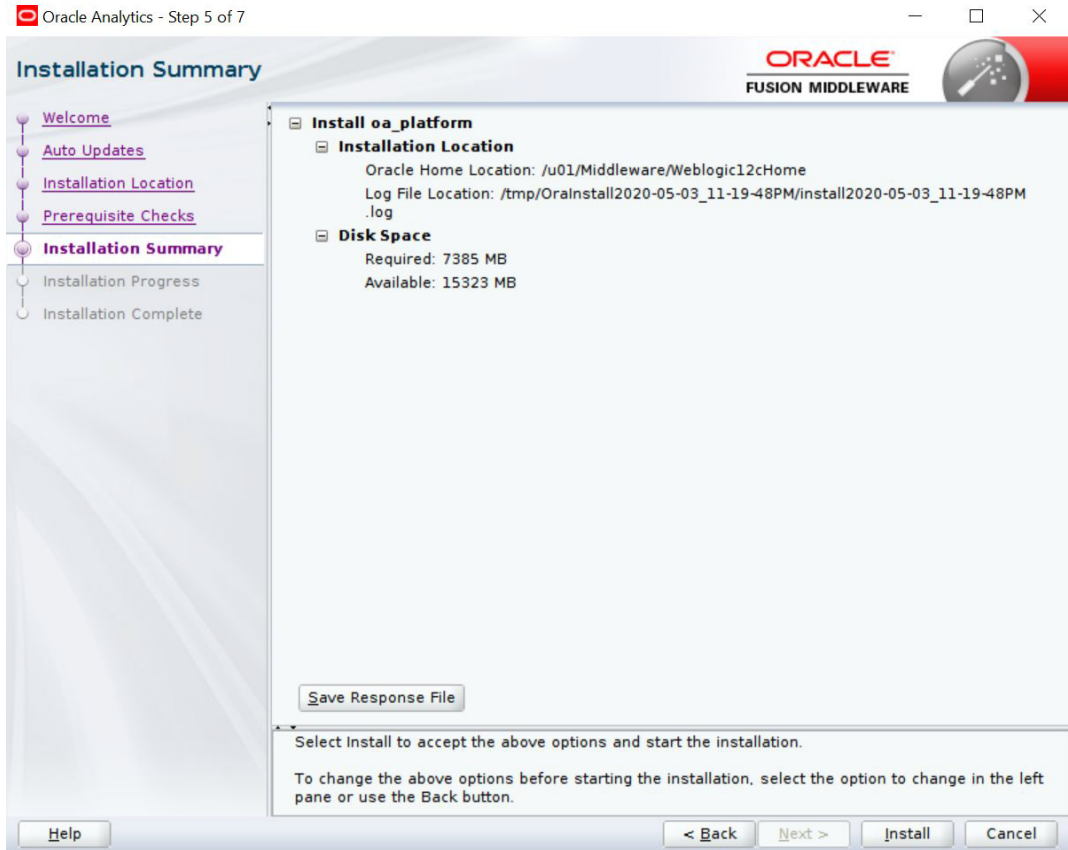 Oracle Analytics - Step 5 of 7
Installation Summary
ORACLE
FUSION MIDDLEWARE
Welcome
Auto Updates
Installation Location
Prerequisite Checks
Installation Summary
Installation Progress
Installation Complete
Install oa_platform
Installation Location
Oracle Home Location: /u01/Middleware/Weblogic12cHome
Log File Location: /tmp/OraInstall2020-05-03_11-19-48PM/install2020-05-03_11-19-48PM
.log
Disk Space
Required: 7385 MB
Available: 15323 MB
Save Response File
Select Install to accept the above options and start the installation.
To change the above options before starting the installation, select the option to change in the left
pane or use the Back button.
Help
< Back
Next >
Install
Cancel